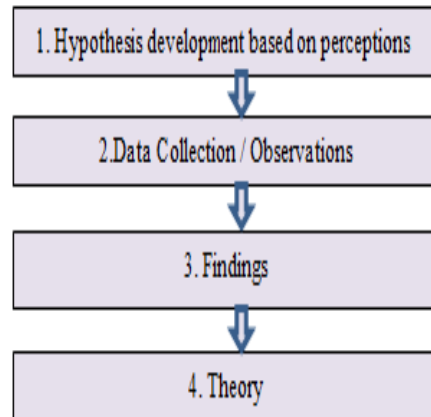 1. Hypothesis development based on perceptions
2.Data Collection / Observations
3. Findings
4. Theory